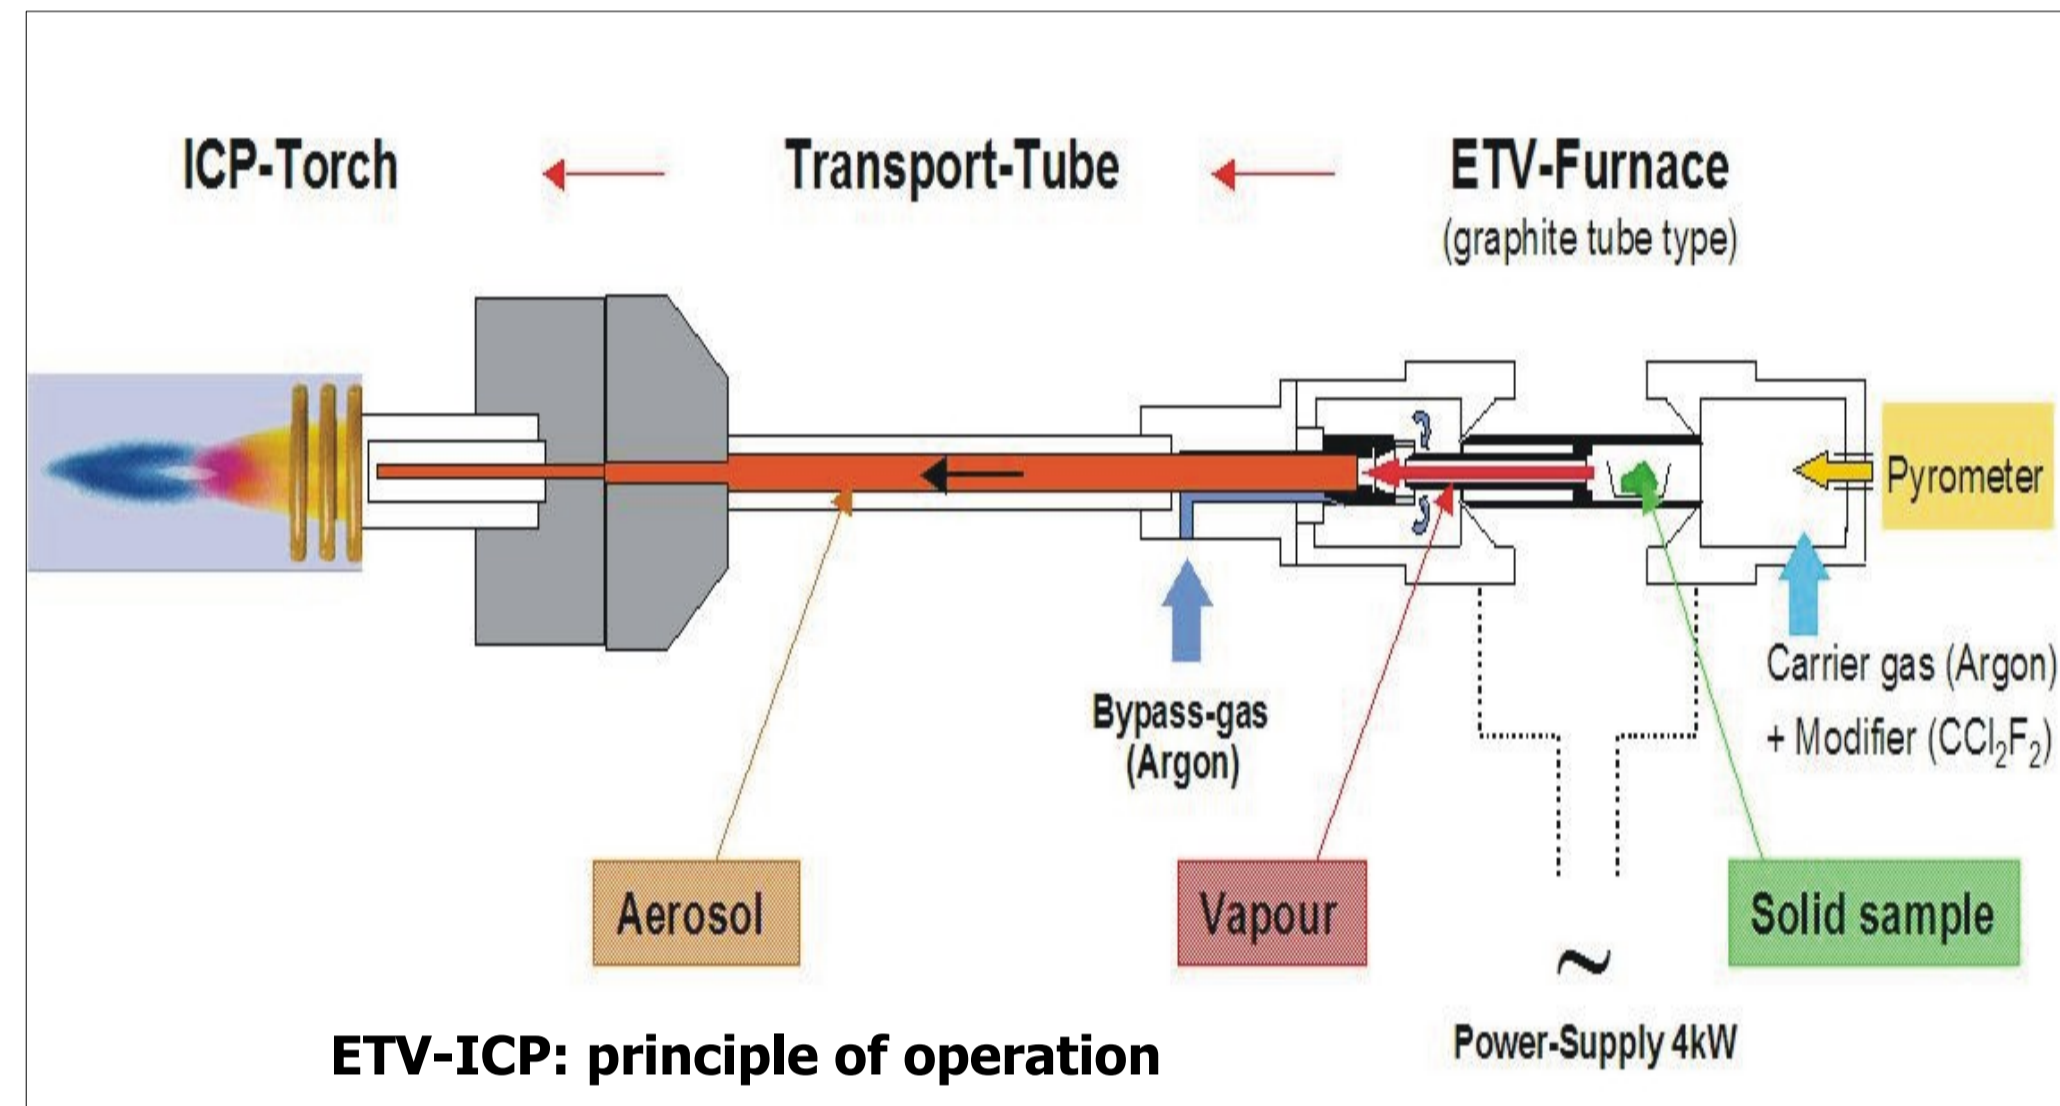 ICP-Torch
Transport-Tube
ETV-Furnace
(graphite tube type)
Pyrometer
Carrier gas (Argon)
+ Modifier (CCl₂F₂)
Bypass-gas
(Argon)
Aerosol
Vapour
Solid sample
~
Power-Supply 4kW
ETV-ICP: principle of operation